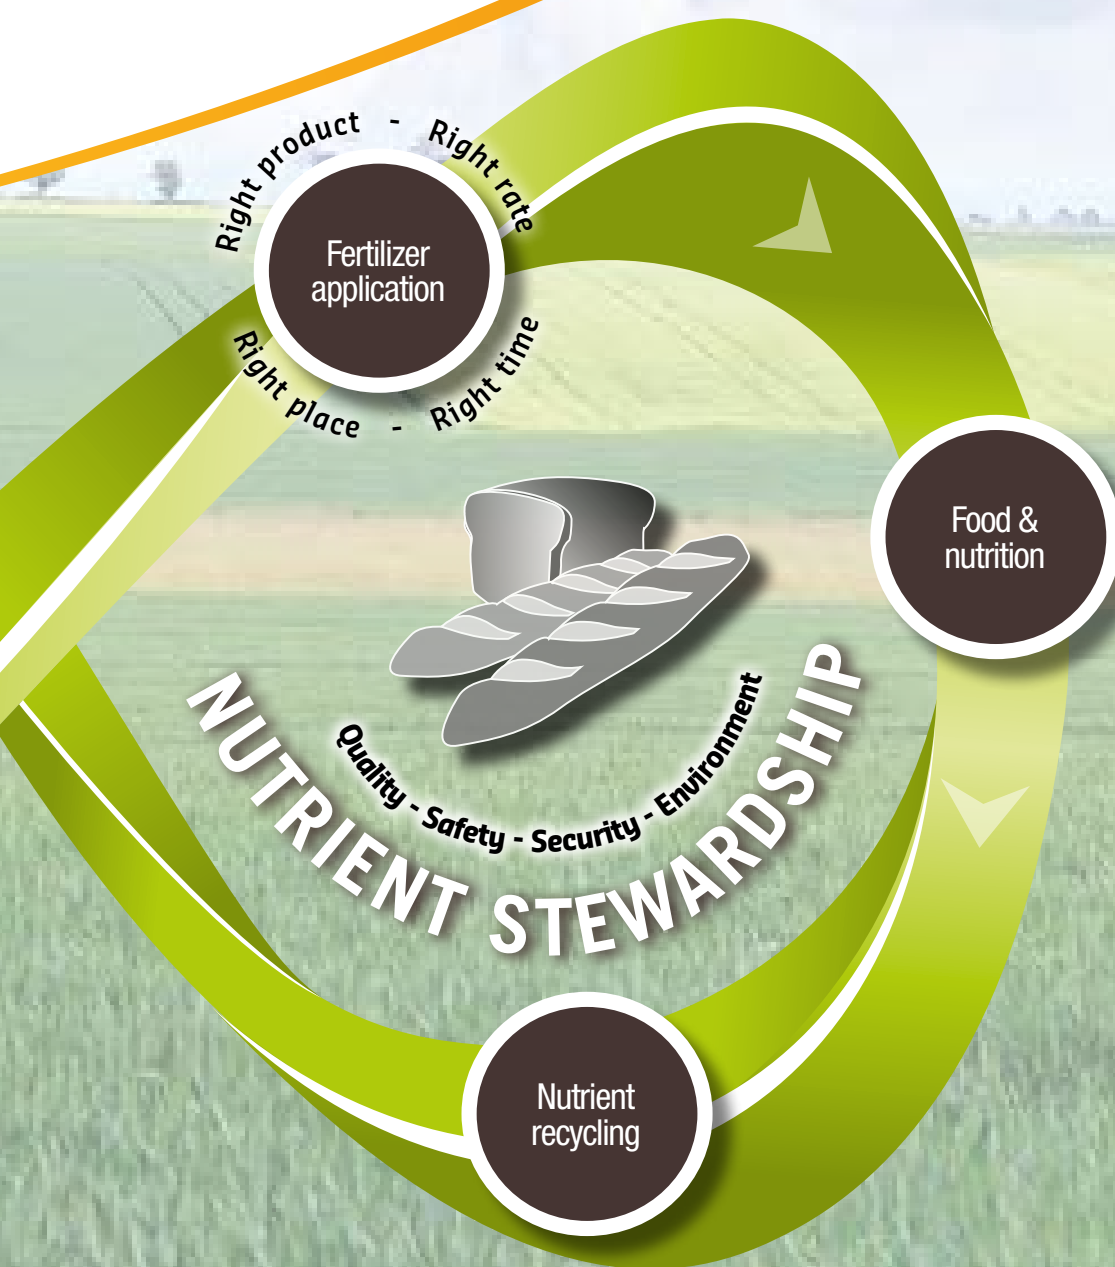 Right product - Right rate
Fertilizer
application
Right place - Right time
Food &
nutrition
Quality - Safety - Security - Environment
NUTRIENT STEWARDSHIP
Nutrient
recycling